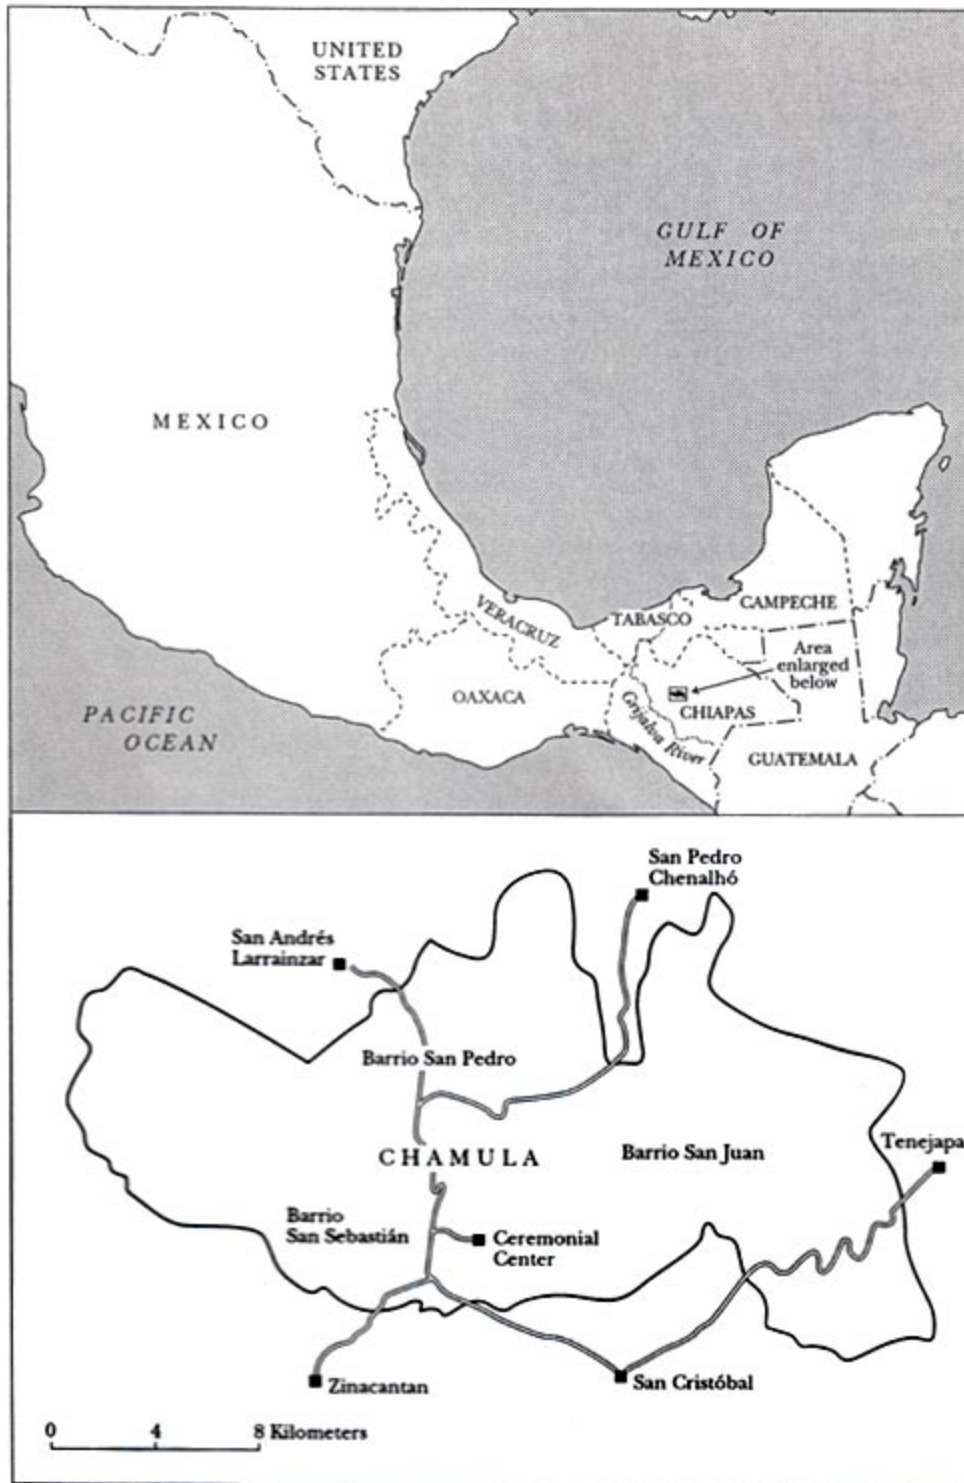 UNITED
STATES
GULF OF
MEXICO
MEXICO
VERACRUZ
TABASCO
CAMPECHE
Area
enlarged
below
OAXACA
CHIAPAS
Grijalva River
PACIFIC
OCEAN
GUATEMALA
San Pedro
Chenalhó
San Andrés
Larrainzar
Barrio San Pedro
CHAMULA
Barrio San Juan
Tenejapa
Barrio
San Sebastián
Ceremonial
Center
Zinacantan
San Cristóbal
0 4 8 Kilometers